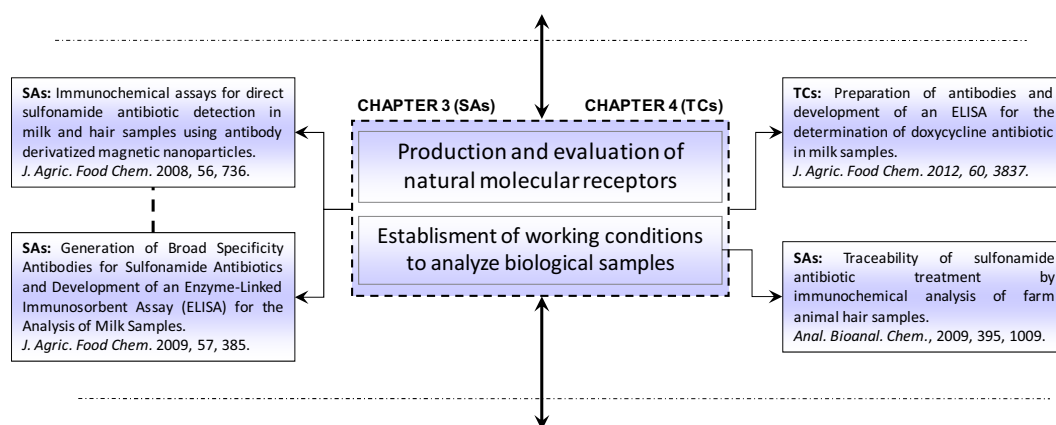 SAs: Immunochemical assays for direct
sulfonamide antibiotic detection in
milk and hair samples using antibody
derivatized magnetic nanoparticles.
J. Agric. Food Chem. 2008, 56, 736.
SAs: Generation of Broad Specificity
Antibodies for Sulfonamide Antibiotics
and Development of an Enzyme-Linked
Immunosorbent Assay (ELISA) for the
Analysis of Milk Samples.
J. Agric. Food Chem. 2009, 57, 385.
CHAPTER 3 (SAs) CHAPTER 4 (TCs)
Production and evaluation of
natural molecular receptors
Establisment of working conditions
to analyze biological samples
TCs: Preparation of antibodies and
development of an ELISA for the
determination of doxycycline antibiotic
in milk samples.
J. Agric. Food Chem. 2012, 60, 3837.
SAs: Traceability of sulfonamide
antibiotic treatment by
immunochemical analysis of farm
animal hair samples.
Anal. Bioanal. Chem., 2009, 395, 1009.